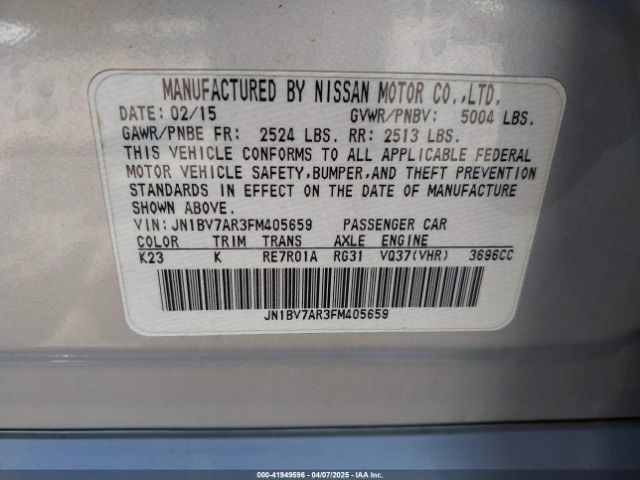 MANUFACTURED BY NISSAN MOTOR CO.,LTD.
DATE: 02/15 GVWR/PNBV: 5004 LBS.
GAWR/PNBE FR: 2524 LBS. RR: 2513 LBS.
THIS VEHICLE CONFORMS TO ALL APPLICABLE FEDERAL
MOTOR VEHICLE SAFETY,BUMPER,AND THEFT PREVENTION
STANDARDS IN EFFECT ON THE DATE OF MANUFACTURE
SHOWN ABOVE.
VIN: JN1BV7AR3FM405659 PASSENGER CAR
COLOR TRIM TRANS AXLE ENGINE
K23 K RE7R01A RG31 VQ37(VHR) 3696CC
JN1BV7AR3FM405659
000-41949596 - 04/07/2025 - IAA Inc.